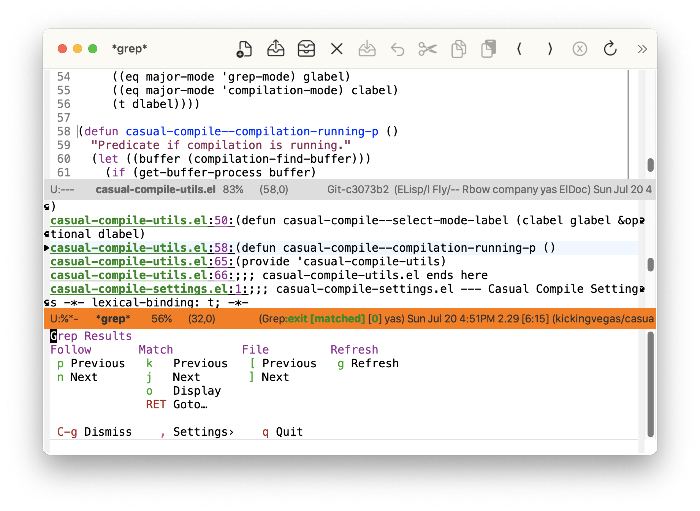 *grep*
54 ((eq major-mode 'grep-mode) glabel)
55 ((eq major-mode 'compilation-mode) clabel)
56 (t dlabel))))
57
58 (defun casual-compile--compilation-running-p ()
59 "Predicate if compilation is running."
60 (let ((buffer (compilation-find-buffer)))
61 (if (get-buffer-process buffer)
U:--- casual-compile-utils.el 83% (58,0) Git-c3073b2 (ELisp/l Fly/-- Rbow company yas ElDoc) Sun Jul 20 4
)
casual-compile-utils.el:50:(defun casual-compile--select-mode-label (clabel glabel &op
tional dlabel)
casual-compile-utils.el:58:(defun casual-compile--compilation-running-p ()
casual-compile-utils.el:65:(provide 'casual-compile-utils)
casual-compile-utils.el:66:;;; casual-compile-utils.el ends here
casual-compile-settings.el:1:;;; casual-compile-settings.el --- Casual Compile Setting
s -*- lexical-binding: t; -*-
U:%*- *grep* 56% (32,0) (Grep:exit [matched] [0] yas) Sun Jul 20 4:51PM 2.29 [6:15] (kickingvegas/casua
Grep Results
Follow Match File Refresh
p Previous k Previous [ Previous g Refresh
n Next j Next ] Next
o Display
RET Goto…
C-g Dismiss , Settings› q Quit